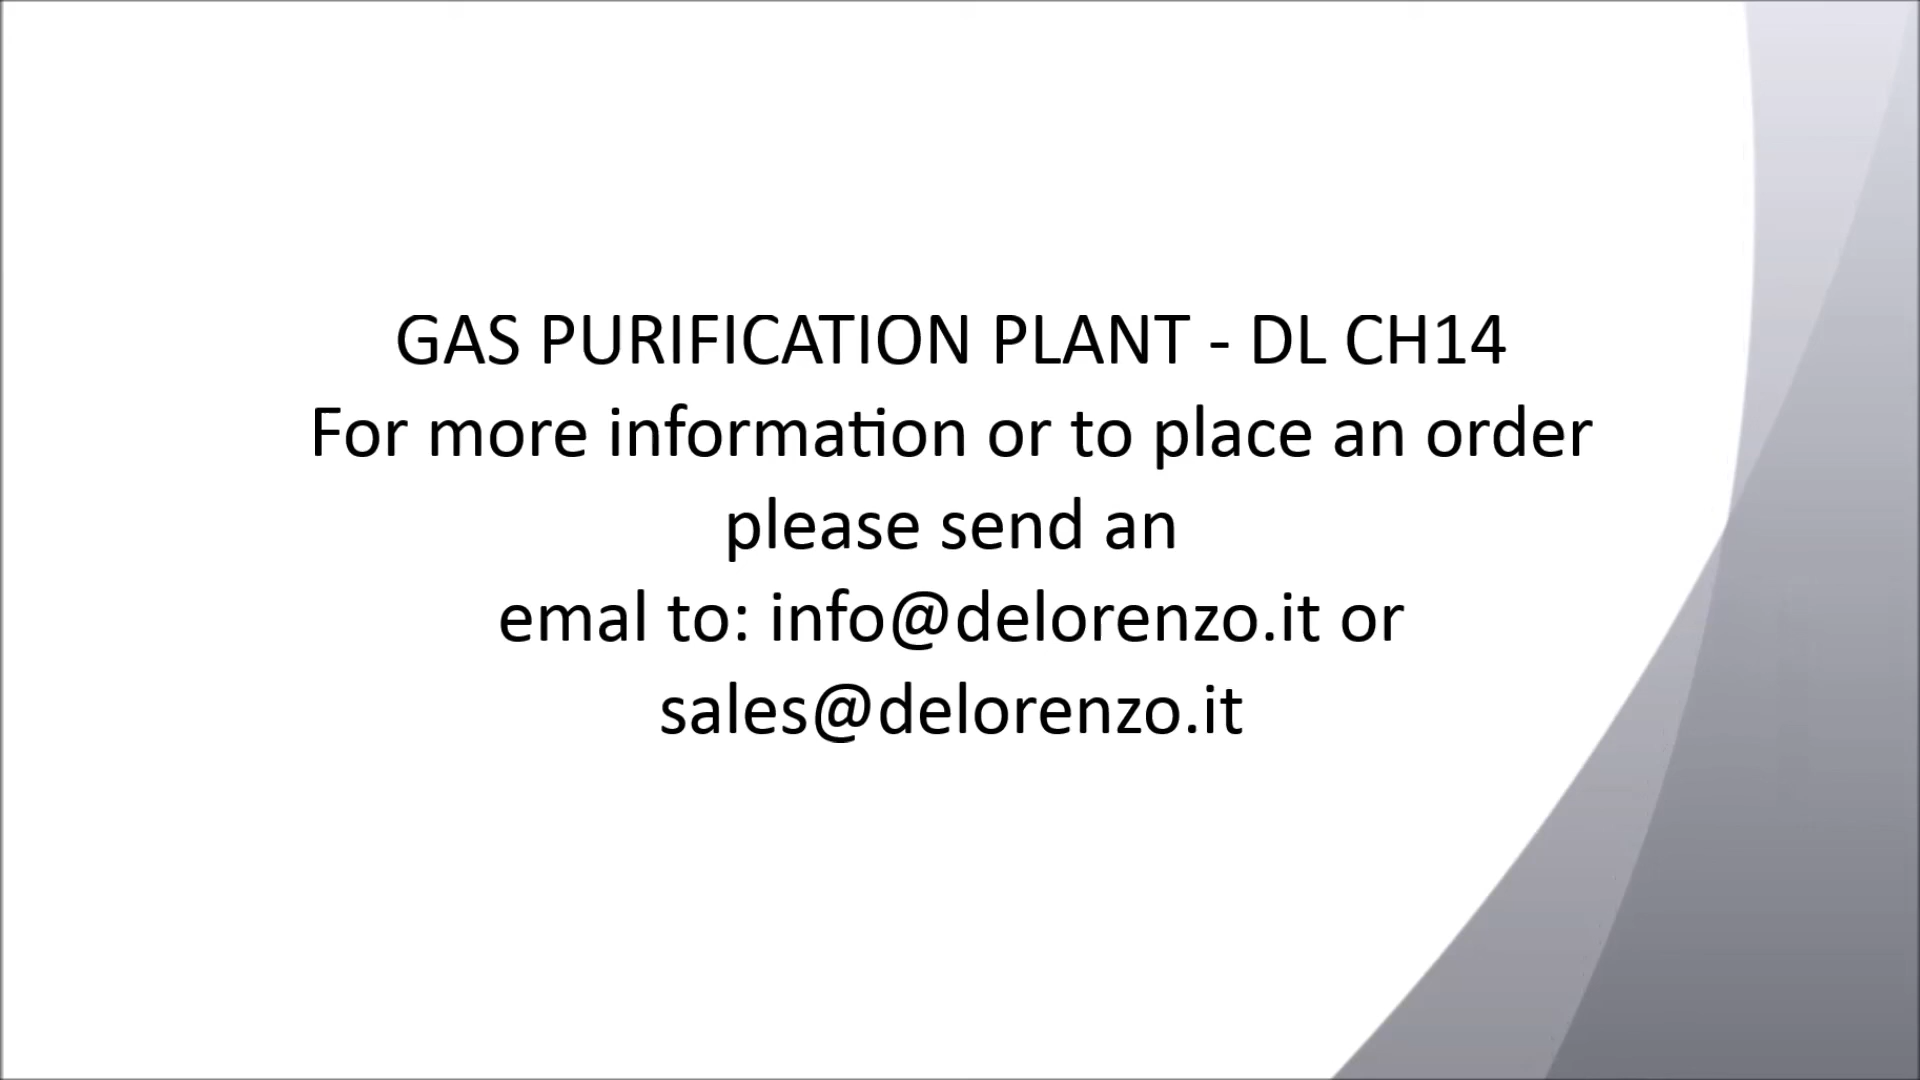 GAS PURIFICATION PLANT - DL CH14
For more information or to place an order
please send an
emal to: info@delorenzo.it or
sales@delorenzo.it